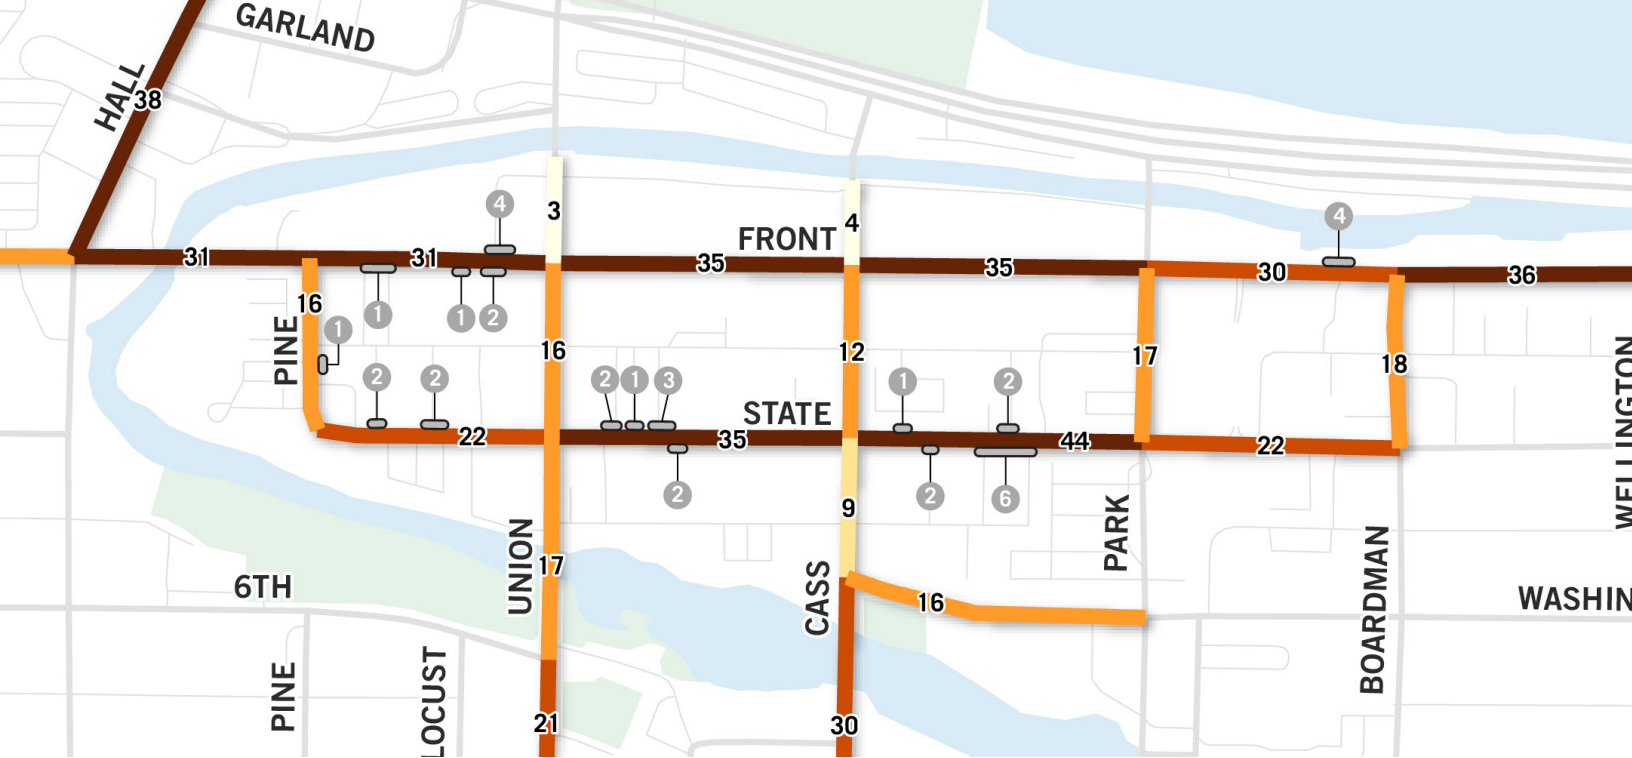 GARLAND
HALL
38
4
3
4
4
FRONT
31
31
35
35
30
36
16
1
1
1
2
PINE
16
12
17
18
WELLINGTON
2
2
2
1
3
1
2
STATE
22
35
44
22
2
2
6
9
PARK
UNION
17
CASS
BOARDMAN
6TH
16
WASHIN
PINE
LOCUST
21
30